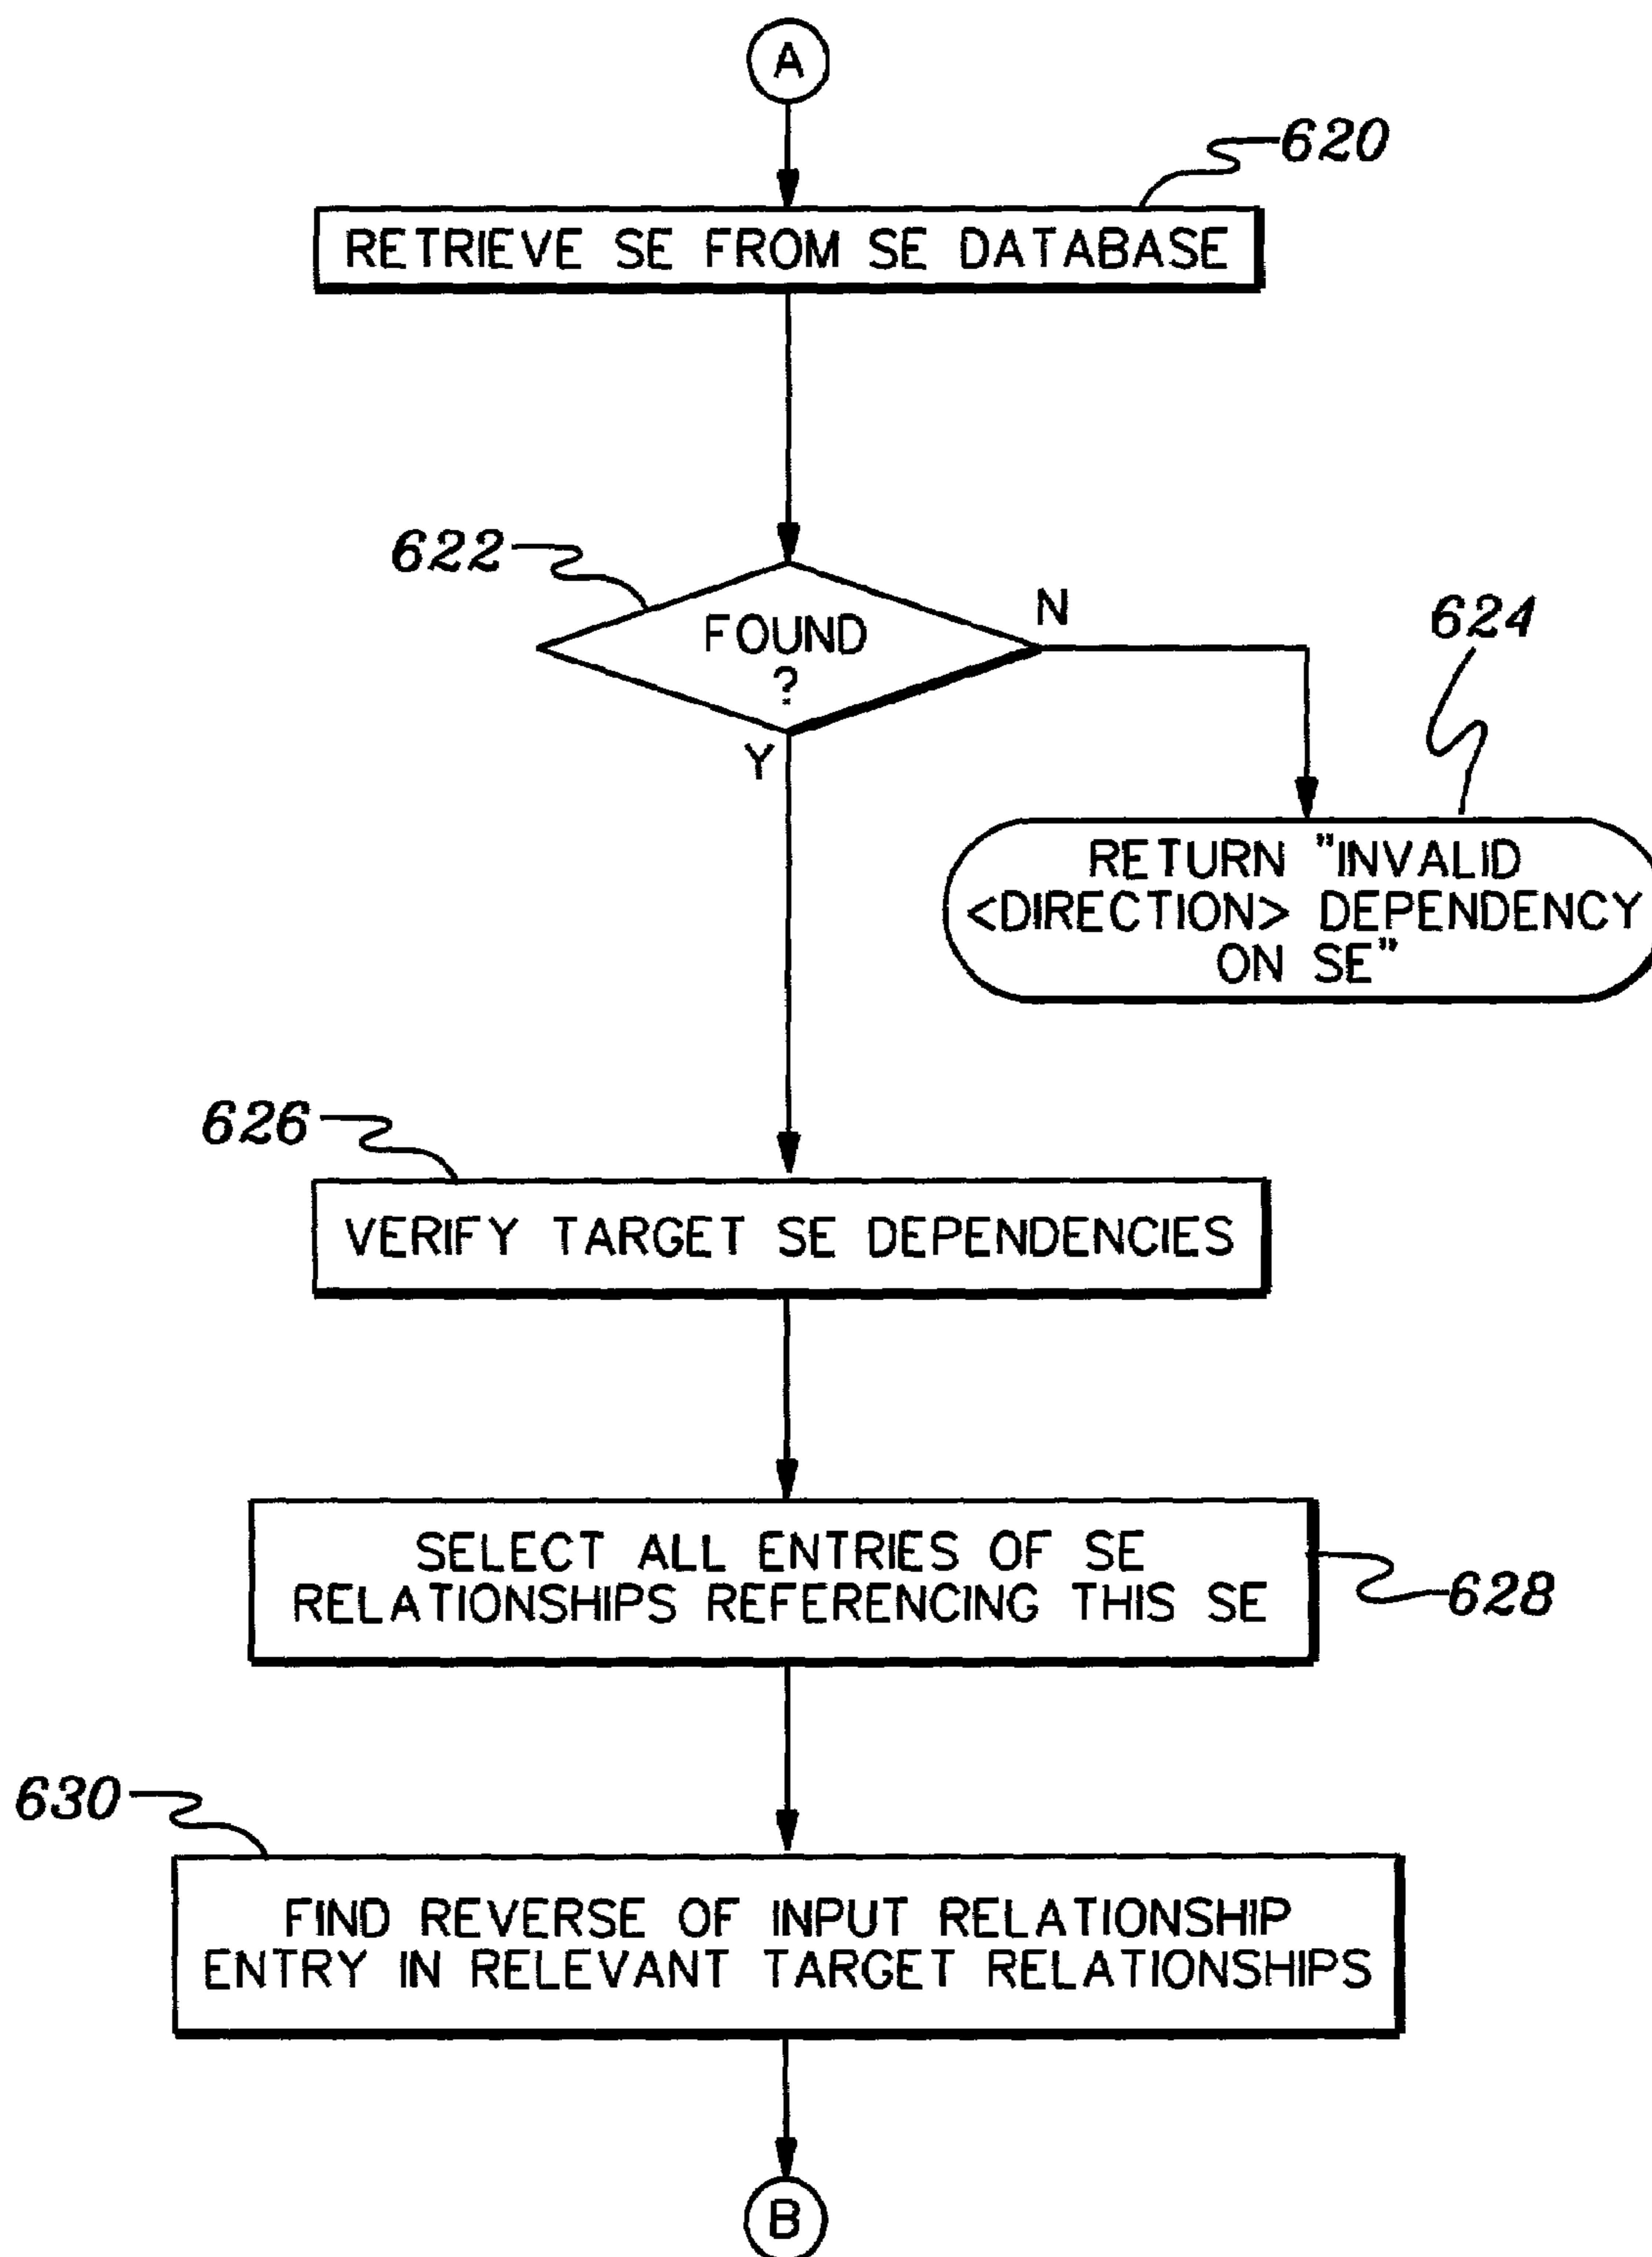 A
620
RETRIEVE SE FROM SE DATABASE
622
FOUND
?
N
Y
624
RETURN "INVALID
<DIRECTION> DEPENDENCY
ON SE"
626
VERIFY TARGET SE DEPENDENCIES
SELECT ALL ENTRIES OF SE
RELATIONSHIPS REFERENCING THIS SE
628
630
FIND REVERSE OF INPUT RELATIONSHIP
ENTRY IN RELEVANT TARGET RELATIONSHIPS
B